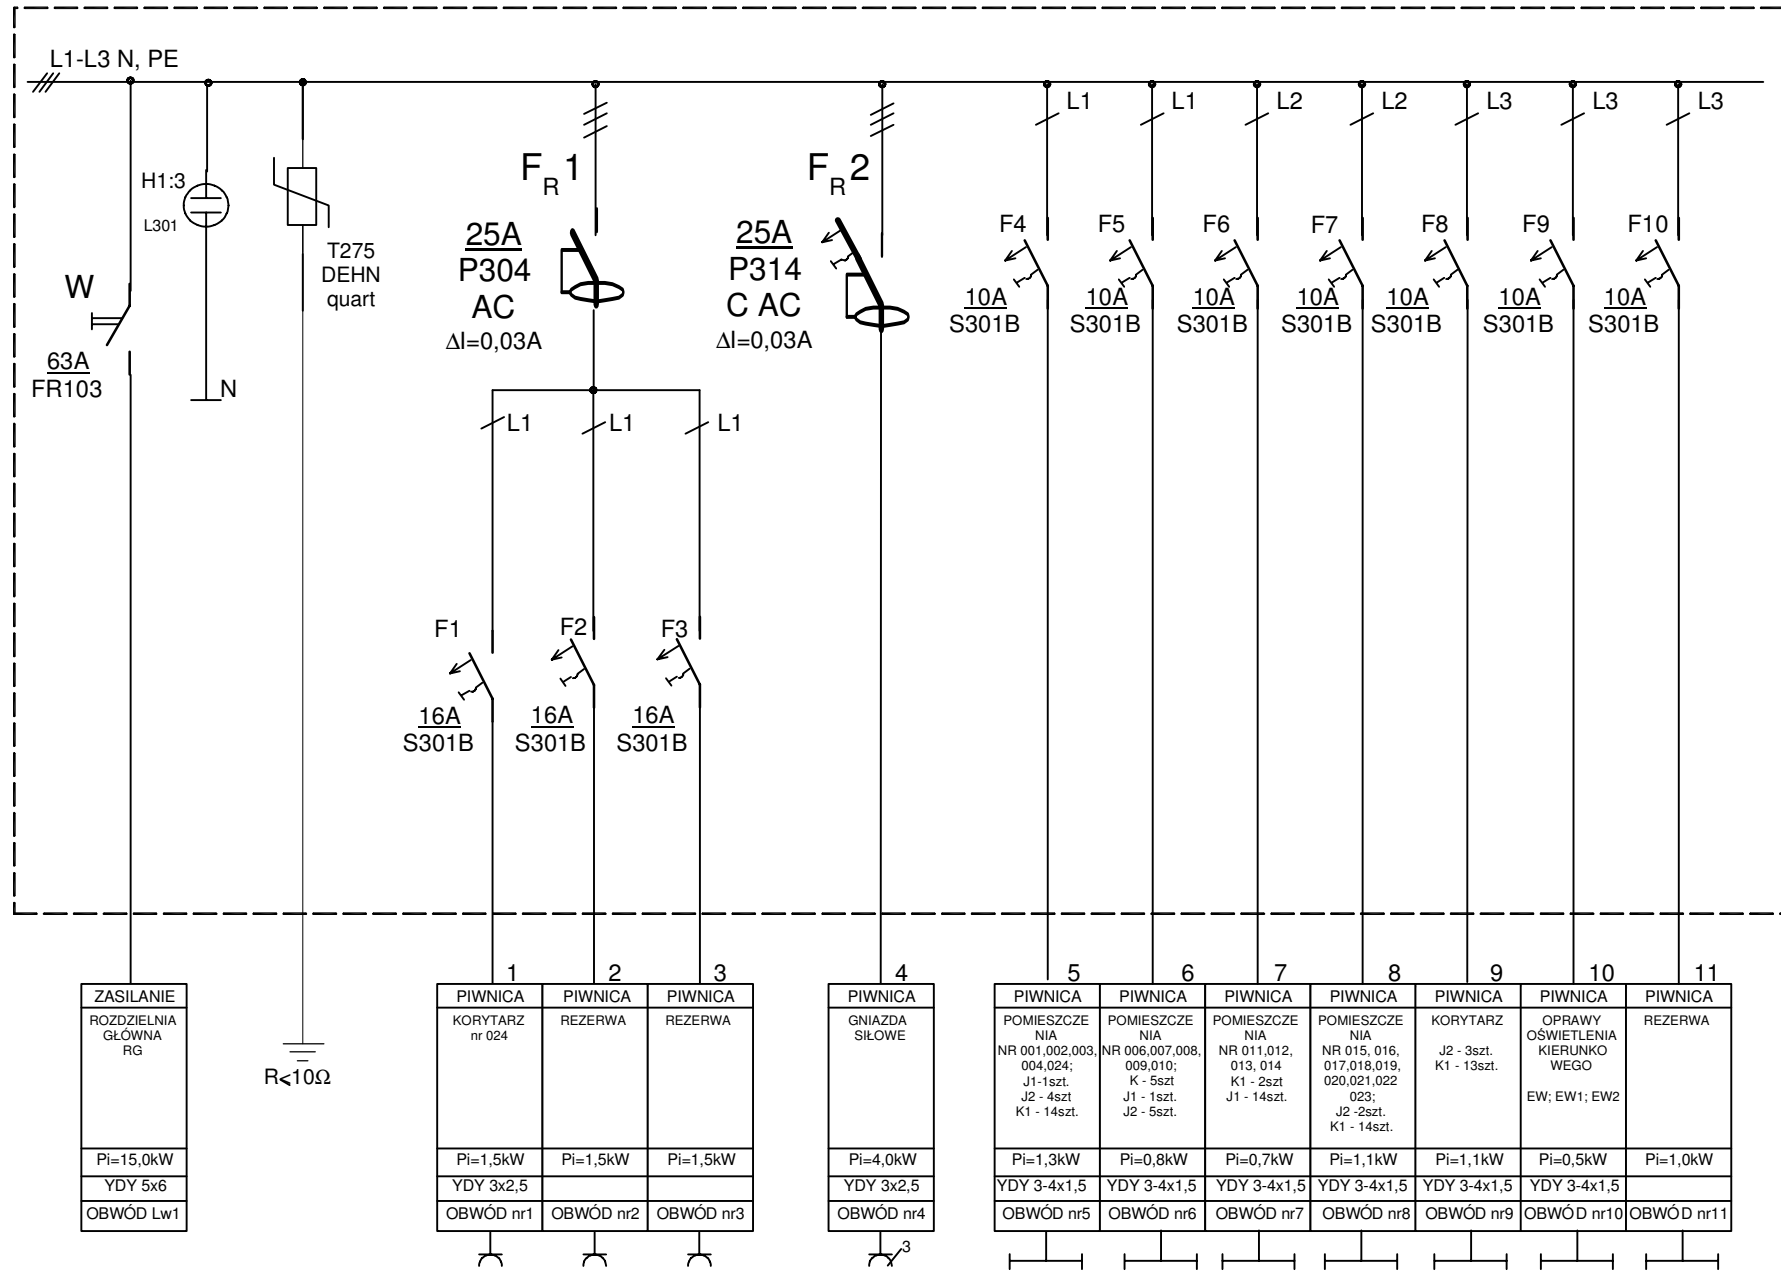 L1-L3 N, PE
L1
L1
L2
L2
L3
L3
L3
H1:3
L301
T275
DEHN
quart
W
63A
FR103
N
FR1
25A
P304
AC
ΔI=0,03A
FR2
25A
P314
C AC
ΔI=0,03A
F4
10A
S301B
F5
10A
S301B
F6
10A
S301B
F7
10A
S301B
F8
10A
S301B
F9
10A
S301B
F10
10A
S301B
L1
L1
L1
F1
16A
S301B
F2
16A
S301B
F3
16A
S301B
R<10Ω
ZASILANIE
ROZDZIELNIA
GŁÓWNA
RG
Pi=15,0kW
YDY 5x6
OBWÓD Lw1
1
PIWNICA
KORYTARZ
nr 024
Pi=1,5kW
YDY 3x2,5
OBWÓD nr1
2
PIWNICA
REZERWA
Pi=1,5kW
OBWÓD nr2
3
PIWNICA
REZERWA
Pi=1,5kW
OBWÓD nr3
4
PIWNICA
GNIAZDA
SIŁOWE
Pi=4,0kW
YDY 3x2,5
OBWÓD nr4
3
5
PIWNICA
POMIESZCZE
NIA
NR 001,002,003,
004,024;
J1-1szt.
J2 - 4szt
K1 - 14szt.
Pi=1,3kW
YDY 3-4x1,5
OBWÓD nr5
6
PIWNICA
POMIESZCZE
NIA
NR 006,007,008,
009,010;
K - 5szt
J1 - 1szt.
J2 - 5szt.
Pi=0,8kW
YDY 3-4x1,5
OBWÓD nr6
7
PIWNICA
POMIESZCZE
NIA
NR 011,012,
013, 014
K1 - 2szt
J1 - 14szt.
Pi=0,7kW
YDY 3-4x1,5
OBWÓD nr7
8
PIWNICA
POMIESZCZE
NIA
NR 015, 016,
017,018,019,
020,021,022
023;
J2 -2szt.
K1 - 14szt.
Pi=1,1kW
YDY 3-4x1,5
OBWÓD nr8
9
PIWNICA
KORYTARZ
J2 - 3szt.
K1 - 13szt.
Pi=1,1kW
YDY 3-4x1,5
OBWÓD nr9
10
PIWNICA
OPRAWY
OŚWIETLENIA
KIERUNKO
WEGO
EW; EW1; EW2
Pi=0,5kW
YDY 3-4x1,5
OBWÓD nr10
11
PIWNICA
REZERWA
Pi=1,0kW
OBWÓD nr11